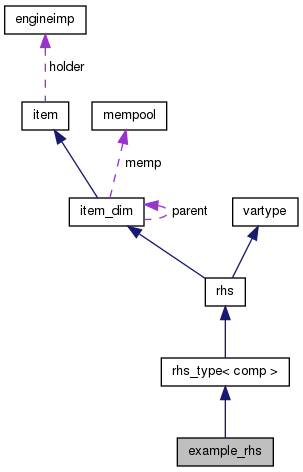 engineimp
holder
item
mempool
memp
item_dim
parent
vartype
rhs
rhs_type< comp >
example_rhs